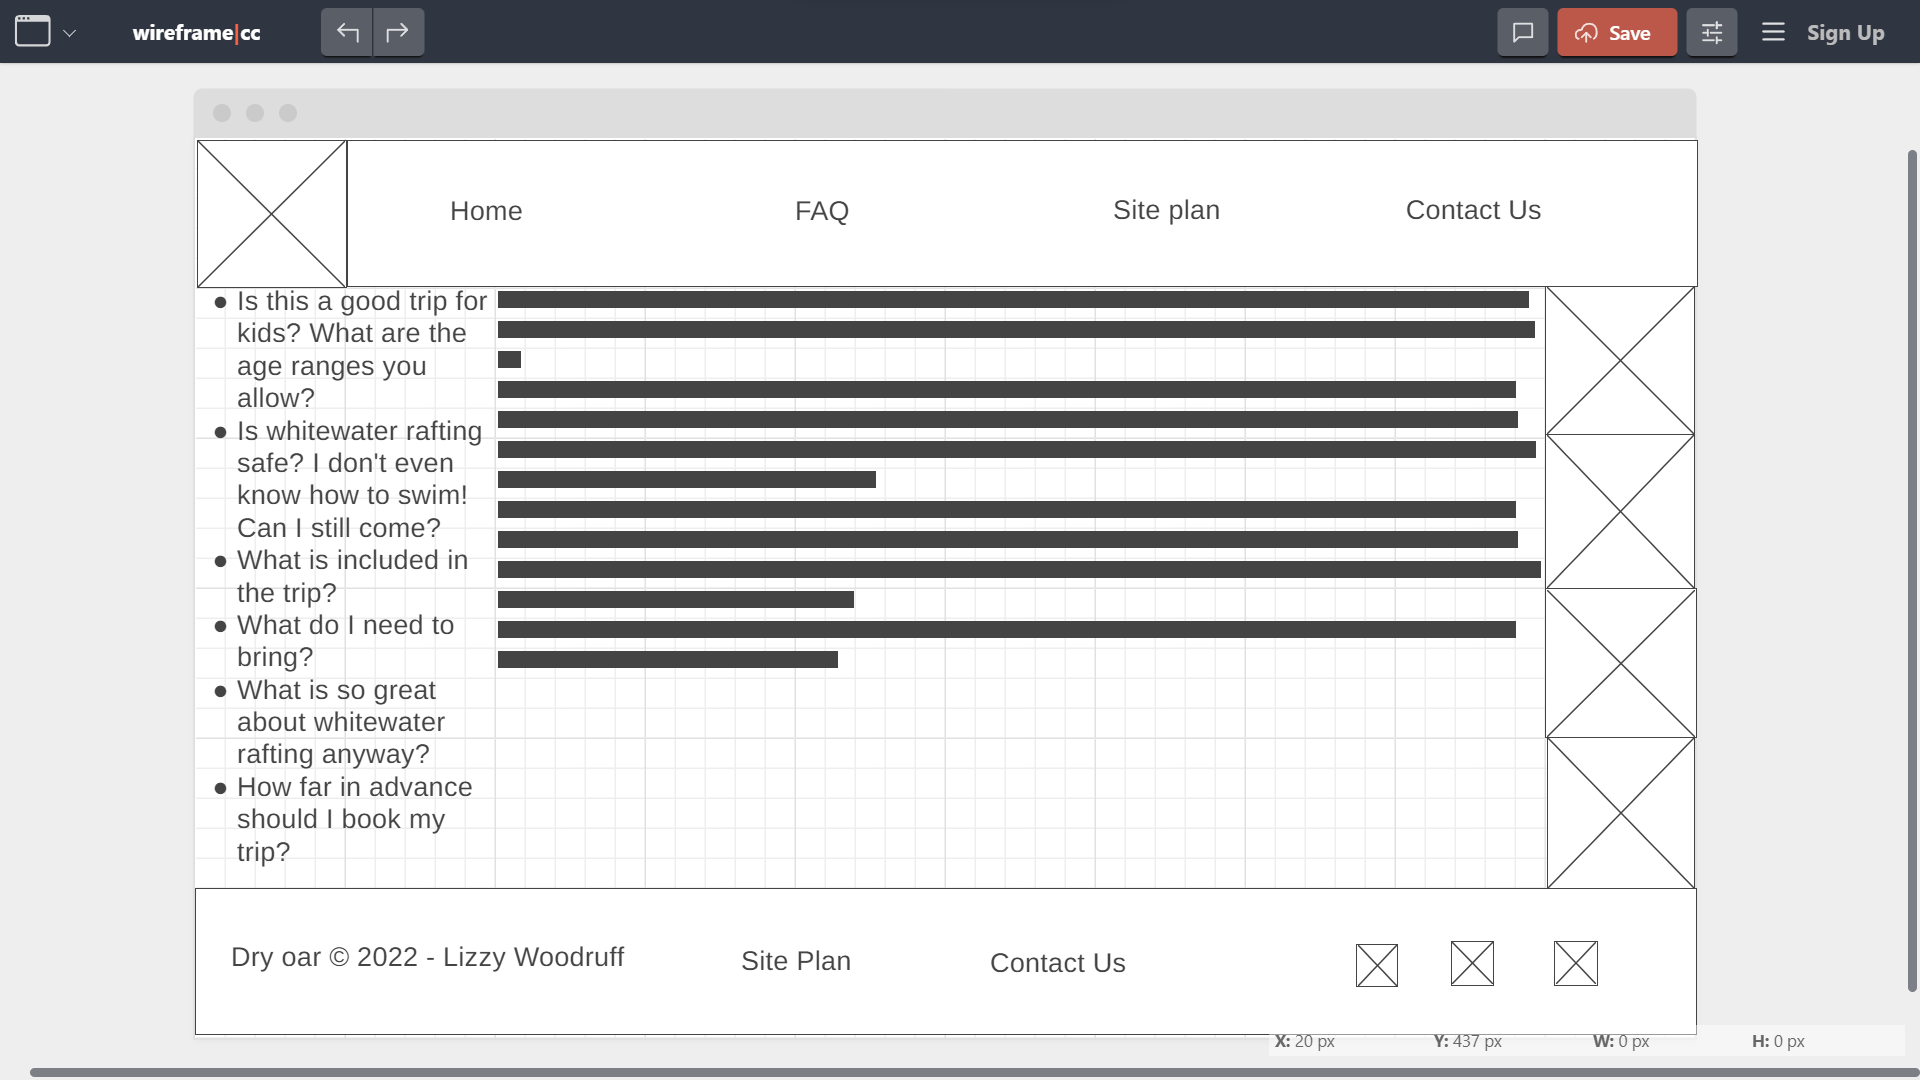 wireframe|cc
Save
Sign Up
Home
FAQ
Site plan
Contact Us
● Is this a good trip for
kids? What are the
age ranges you
allow?
● Is whitewater rafting
safe? I don't even
know how to swim!
Can I still come?
● What is included in
the trip?
● What do I need to
bring?
● What is so great
about whitewater
rafting anyway?
● How far in advance
should I book my
trip?
Dry oar © 2022 - Lizzy Woodruff
Site Plan
Contact Us
X: 20 px
Y: 437 px
W: 0 px
H: 0 px